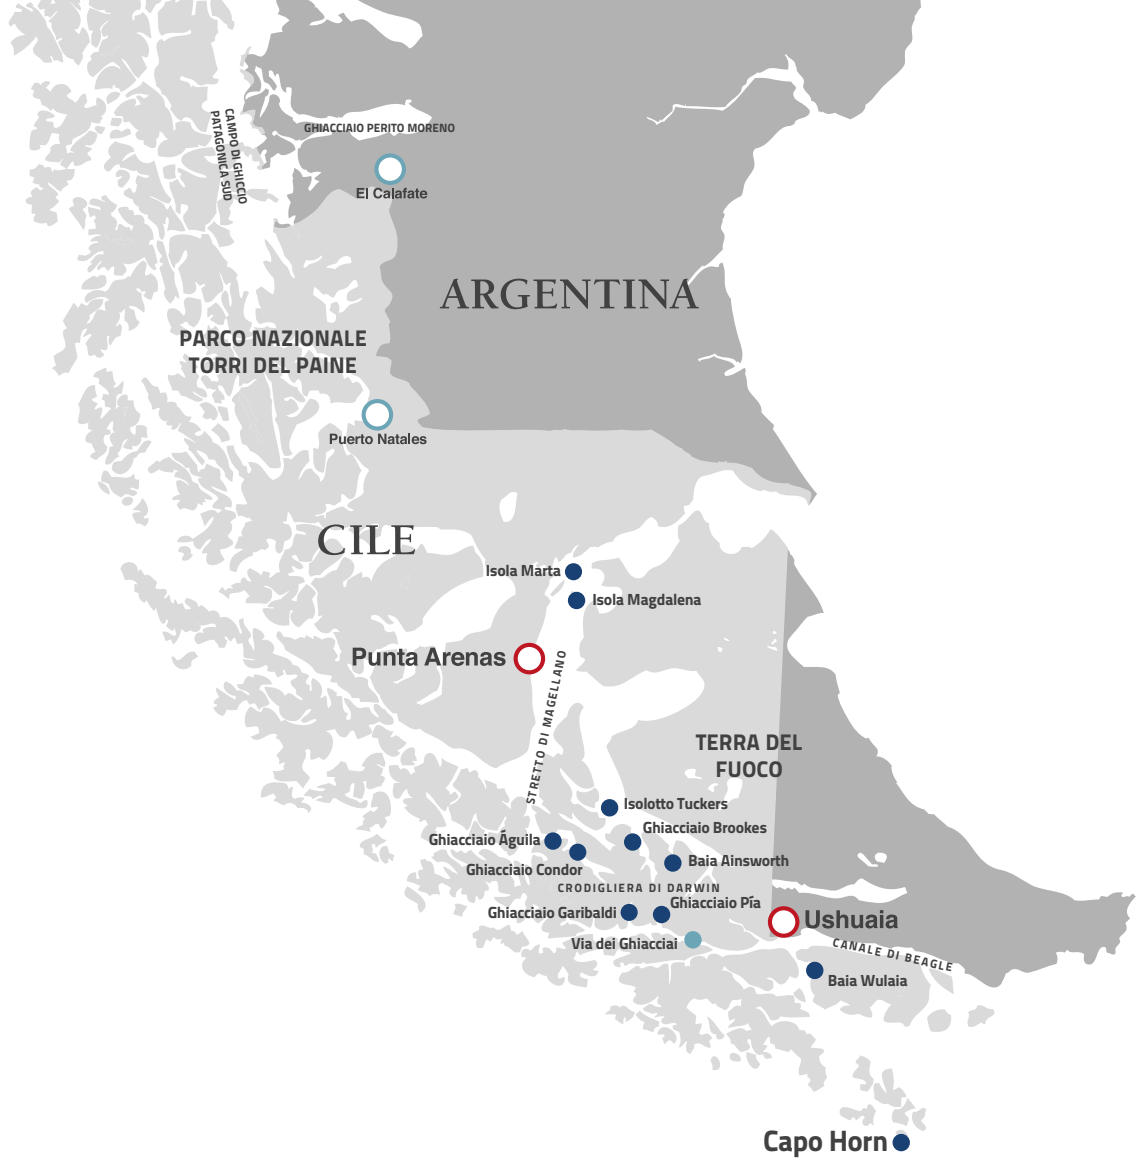 CAMPO DI GHICCIO
PATAGONICA SUD
GHIACCIAIO PERITO MORENO
El Calafate
ARGENTINA
PARCO NAZIONALE
TORRI DEL PAINE
Puerto Natales
CILE
Isola Marta
Isola Magdalena
Punta Arenas
STRETTO DI MAGELLANO
TERRA DEL
FUOCO
Isolotto Tuckers
Ghiacciaio Brookes
Ghiacciaio Águila
Baia Ainsworth
Ghiacciaio Condor
CRODIGLIERA DI DARWIN
Ghiacciaio Pía
Ghiacciaio Garibaldi
Ushuaia
Via dei Ghiacciai
CANALE DI BEAGLE
Baia Wulaia
Capo Horn